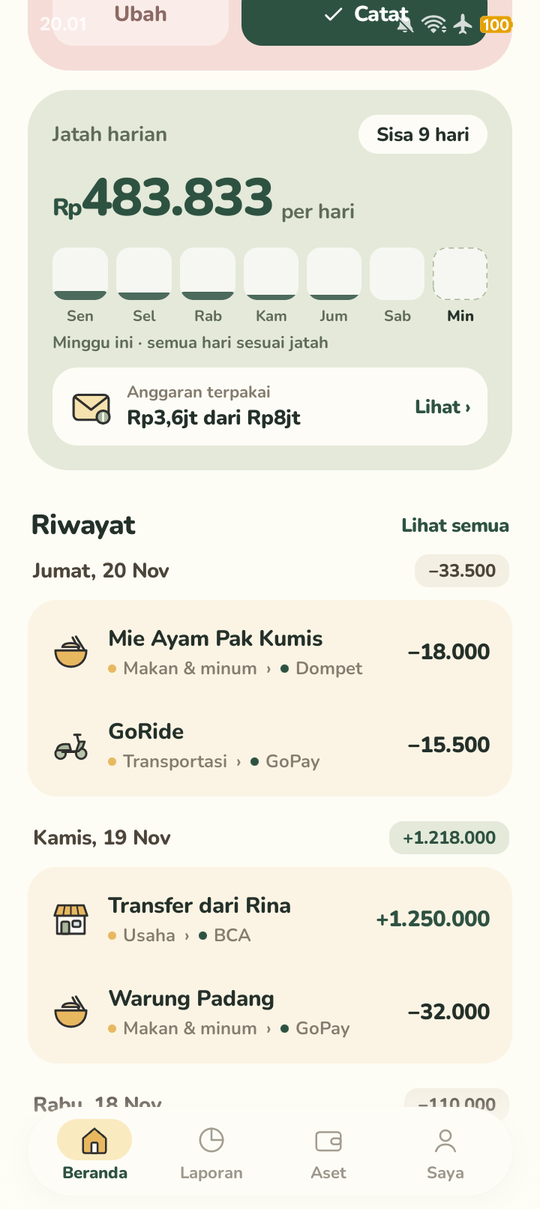 Ubah
Catat
20.01
100
Jatah harian
Sisa 9 hari
Rp483.833 per hari
Sen Sel Rab Kam Jum Sab Min
Minggu ini · semua hari sesuai jatah
Anggaran terpakai
Rp3,6jt dari Rp8jt
Lihat ›
Riwayat
Lihat semua
Jumat, 20 Nov
−33.500
Mie Ayam Pak Kumis
Makan & minum › Dompet
−18.000
GoRide
Transportasi › GoPay
−15.500
Kamis, 19 Nov
+1.218.000
Transfer dari Rina
Usaha › BCA
+1.250.000
Warung Padang
Makan & minum › GoPay
−32.000
Rabu, 18 Nov
−110.000
Beranda
Laporan
Aset
Saya